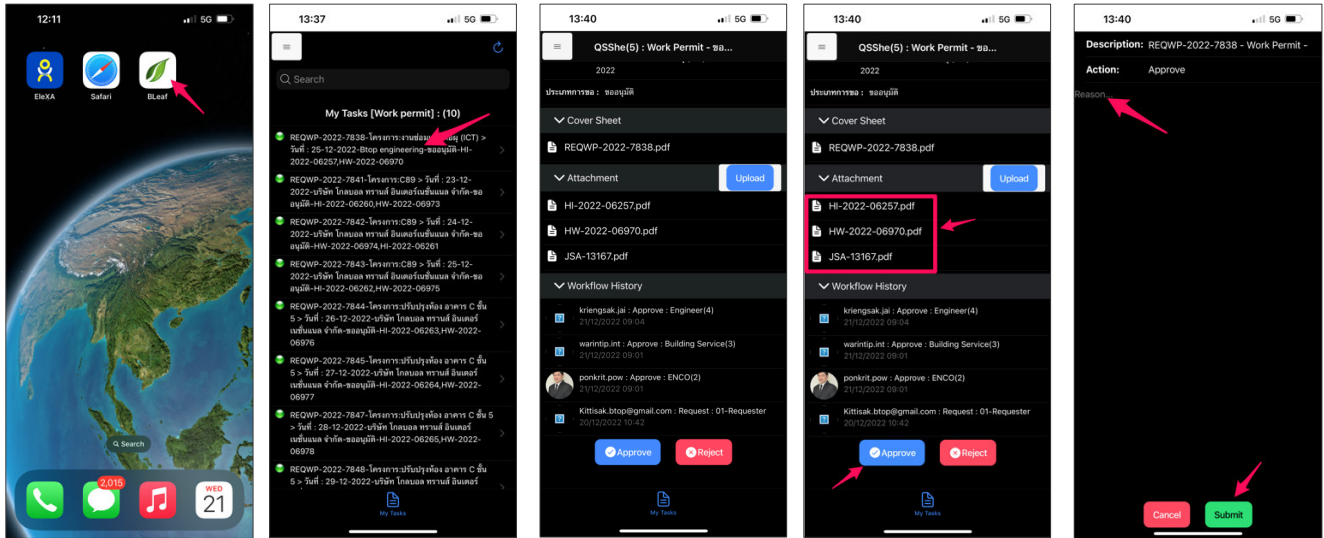 12:11
5G
EleXA
Safari
BLeaf
Search
2,015
WED
21
13:37
5G
Search
My Tasks [Work permit] : (10)
REQWP-2022-7838-โครงการ:งานซ่อม (ICT) >
วันที่ : 25-12-2022-Btop engineering-ขออนุมัติ-HI-
2022-06257,HW-2022-06970
REQWP-2022-7841-โครงการ:C89 > วันที่ : 23-12-
2022-บริษัท โกลบอล ทรานส์ อินเตอร์เนชั่นแนล จำกัด-ขอ
อนุมัติ-HI-2022-06260,HW-2022-06973
REQWP-2022-7842-โครงการ:C89 > วันที่ : 24-12-
2022-บริษัท โกลบอล ทรานส์ อินเตอร์เนชั่นแนล จำกัด-ขอ
อนุมัติ-HW-2022-06974,HI-2022-06261
REQWP-2022-7843-โครงการ:C89 > วันที่ : 25-12-
2022-บริษัท โกลบอล ทรานส์ อินเตอร์เนชั่นแนล จำกัด-ขอ
อนุมัติ-HI-2022-06262,HW-2022-06975
REQWP-2022-7844-โครงการ:ปรับปรุงห้อง อาคาร C ชั้น
5 > วันที่ : 26-12-2022-บริษัท โกลบอล ทรานส์ อินเตอร์
เนชั่นแนล จำกัด-ขออนุมัติ-HI-2022-06263,HW-2022-
06976
REQWP-2022-7845-โครงการ:ปรับปรุงห้อง อาคาร C ชั้น
5 > วันที่ : 27-12-2022-บริษัท โกลบอล ทรานส์ อินเตอร์
เนชั่นแนล จำกัด-ขออนุมัติ-HI-2022-06264,HW-2022-
06977
REQWP-2022-7847-โครงการ:ปรับปรุงห้อง อาคาร C ชั้น 5
> วันที่ : 28-12-2022-บริษัท โกลบอล ทรานส์ อินเตอร์
เนชั่นแนล จำกัด-ขออนุมัติ-HI-2022-06265,HW-2022-
06978
REQWP-2022-7848-โครงการ:ปรับปรุงห้อง อาคาร C ชั้น
5 > วันที่ : 29-12-2022-บริษัท โกลบอล ทรานส์ อินเตอร์
My Tasks
13:40
5G
QSShe(5) : Work Permit - ขอ...
2022
ประเภทการขอ : ขออนุมัติ
Cover Sheet
REQWP-2022-7838.pdf
Attachment
Upload
HI-2022-06257.pdf
HW-2022-06970.pdf
JSA-13167.pdf
Workflow History
kriengsak.jai : Approve : Engineer(4)
21/12/2022 09:04
warintip.int : Approve : Building Service(3)
21/12/2022 09:01
ponkrit.pow : Approve : ENCO(2)
21/12/2022 09:01
Kittisak.btop@gmail.com : Request : 01-Requester
20/12/2022 10:42
Approve
Reject
My Tasks
13:40
5G
QSShe(5) : Work Permit - ขอ...
2022
ประเภทการขอ : ขออนุมัติ
Cover Sheet
REQWP-2022-7838.pdf
Attachment
Upload
HI-2022-06257.pdf
HW-2022-06970.pdf
JSA-13167.pdf
Workflow History
kriengsak.jai : Approve : Engineer(4)
21/12/2022 09:04
warintip.int : Approve : Building Service(3)
21/12/2022 09:01
ponkrit.pow : Approve : ENCO(2)
21/12/2022 09:01
Kittisak.btop@gmail.com : Request : 01-Requester
20/12/2022 10:42
Approve
Reject
My Tasks
13:40
5G
Description: REQWP-2022-7838 - Work Permit -
Action: Approve
Reason...
Cancel
Submit